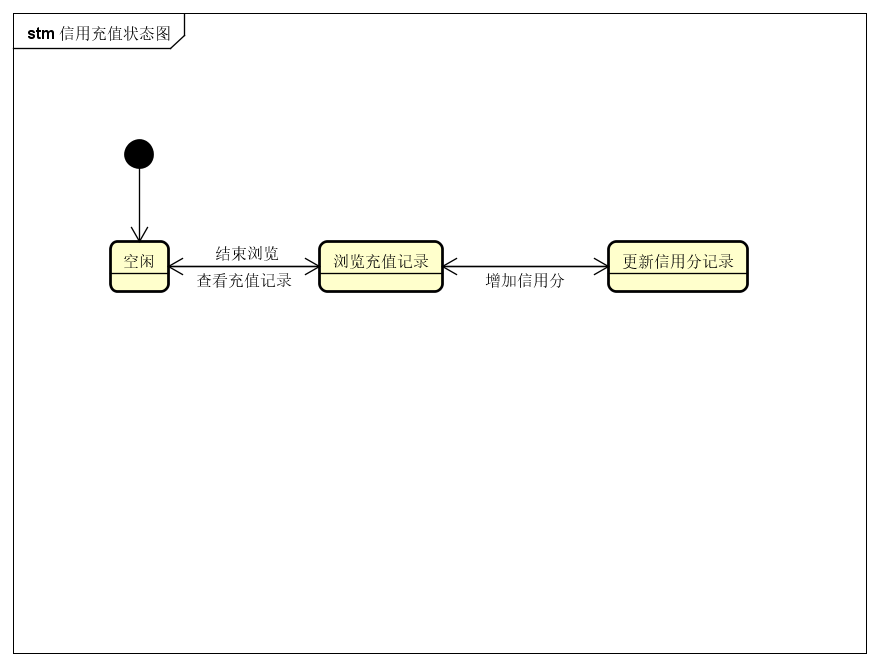 stm 信用充值状态图
结束浏览
空闲
浏览充值记录
更新信用分记录
查看充值记录
增加信用分